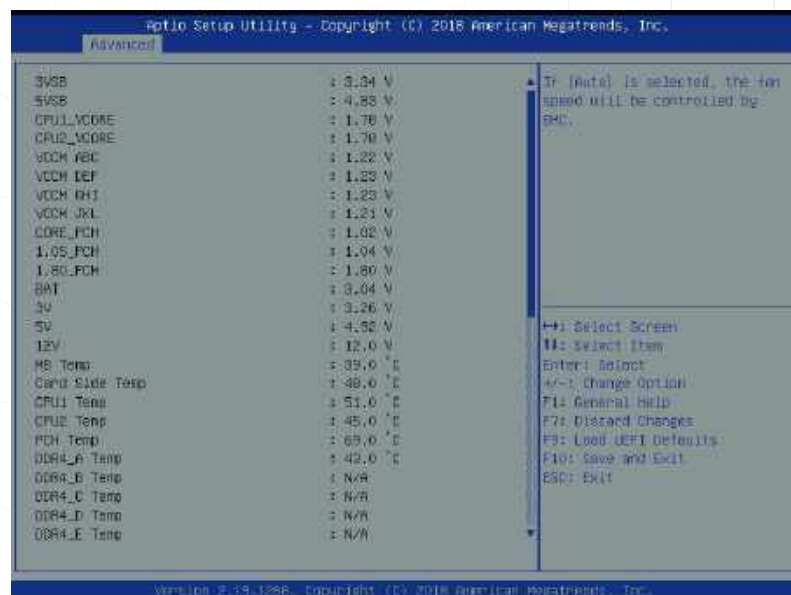 Aptio Setup Utility - Copyright (C) 2018 American Megatrends, Inc.
Advanced
3VSB : 3.34 V
5VSB : 4.83 V
CPU1_VCORE : 1.78 V
CPU2_VCORE : 1.78 V
VCCM ABC : 1.22 V
VCCM DEF : 1.23 V
VCCM GHI : 1.23 V
VCCM JKL : 1.21 V
CORE_PCH : 1.02 V
1.05_PCH : 1.04 V
1.80_PCH : 1.80 V
BAT : 3.04 V
3V : 3.26 V
5V : 4.92 V
12V : 12.0 V
MB Temp : 39.0 °C
Card Side Temp : 48.0 °C
CPU1 Temp : 51.0 °C
CPU2 Temp : 45.0 °C
PCH Temp : 69.0 °C
DDR4_A Temp : 43.0 °C
DDR4_B Temp : N/A
DDR4_C Temp : N/A
DDR4_D Temp : N/A
DDR4_E Temp : N/A
If [Auto] is selected, the fan
speed will be controlled by
BMC.
↔: Select Screen
↑↓: Select Item
Enter: Select
+/-: Change Option
F1: General Help
F7: Discard Changes
F9: Load UEFI Defaults
F10: Save and Exit
ESC: Exit
Version 2.19.1268. Copyright (C) 2018 American Megatrends, Inc.